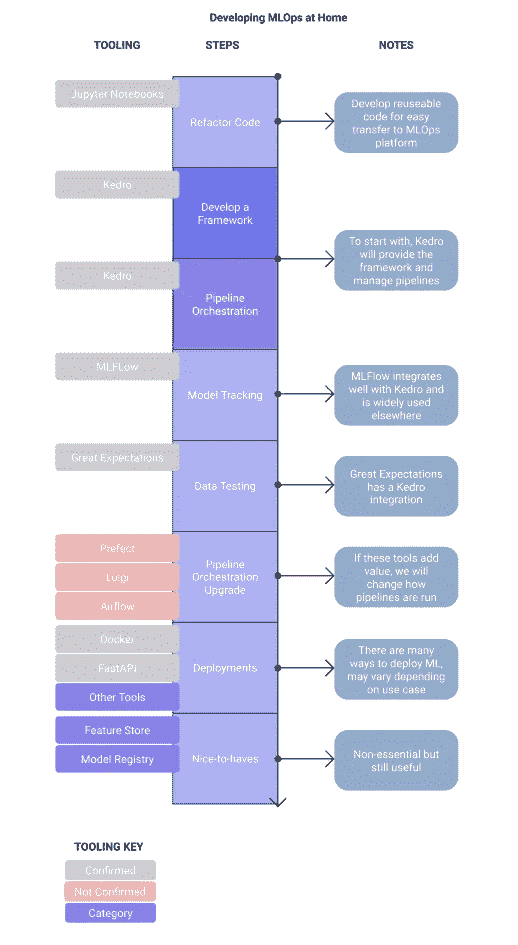 Developing MLOps at Home
TOOLING
STEPS
NOTES
Jupyter Notebooks
Refactor Code
Develop reuseable
code for easy
transfer to MLOps
platform
Kedro
Develop a
Framework
To start with, Kedro
will provide the
framework and
manage pipelines
Kedro
Pipeline
Orchestration
MLFLow
Model Tracking
MLFlow integrates
well with Kedro and
is widely used
elsewhere
Great Expectations
Data Testing
Great Expectations
has a Kedro
integration
Prefect
Luigi
Airflow
Pipeline
Orchestration
Upgrade
If these tools add
value, we will
change how
pipelines are run
Docker
FastAPI
Other Tools
Deployments
There are many
ways to deploy ML,
may vary depending
on use case
Feature Store
Model Registry
Nice-to-haves
Non-essential but
still useful
TOOLING KEY
Confirmed
Not Confirmed
Category